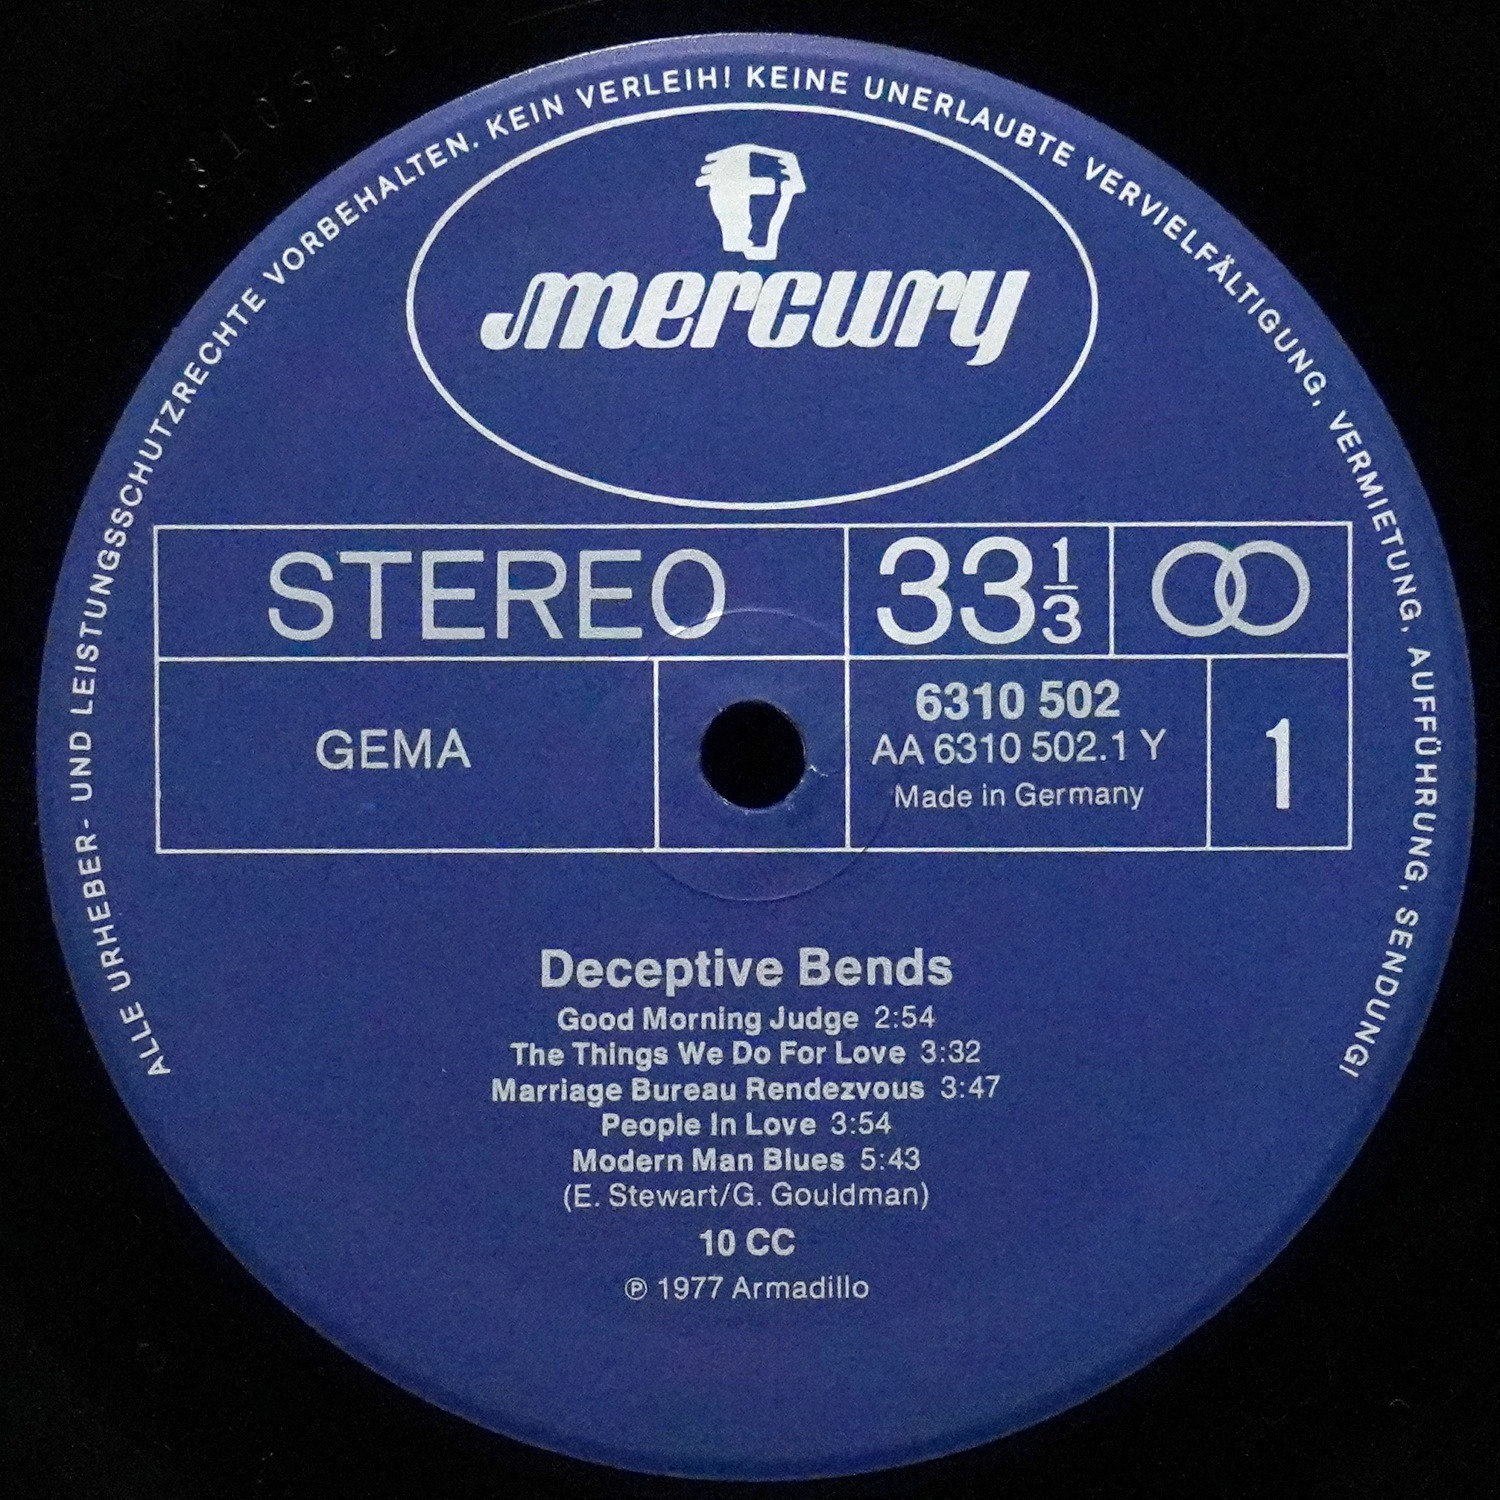 ALLE URHEBER- UND LEISTUNGSSCHUTZRECHTE VORBEHALTEN. KEIN VERLEIH! KEINE UNERLAUBTE VERVIELFÄLTIGUNG, VERMIETUNG, AUFFÜHRUNG, SENDUNG!
mercury
STEREO 33 1/3
GEMA
6310 502
AA 6310 502.1 Y
Made in Germany
1
Deceptive Bends
Good Morning Judge 2:54
The Things We Do For Love 3:32
Marriage Bureau Rendezvous 3:47
People In Love 3:54
Modern Man Blues 5:43
(E. Stewart/G. Gouldman)
10 CC
℗ 1977 Armadillo